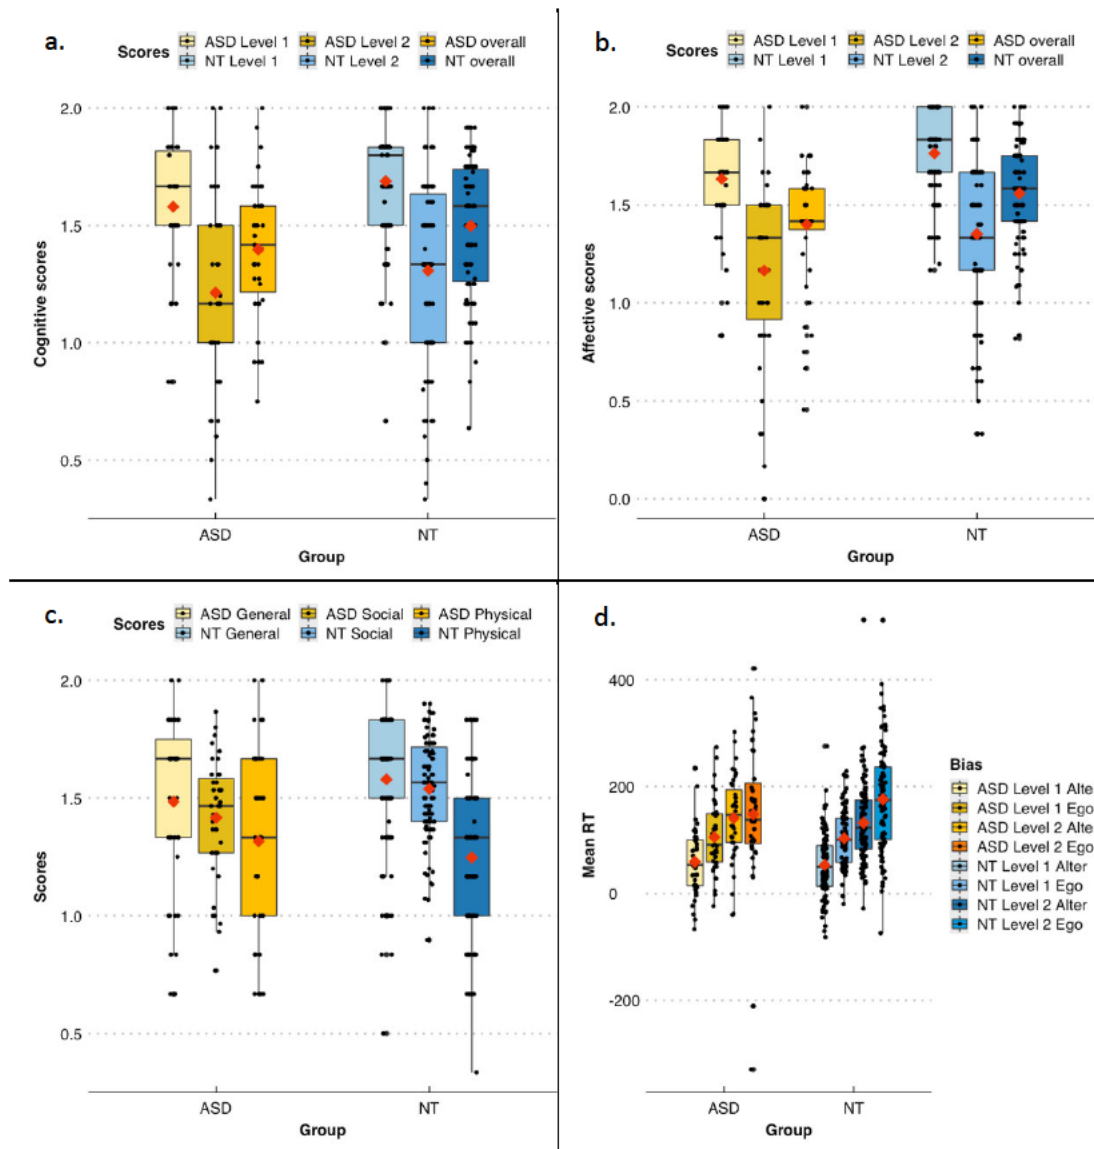 a.
Scores
ASD Level 1 ASD Level 2 ASD overall
NT Level 1 NT Level 2 NT overall
2.0
1.5
1.0
0.5
Cognitive scores
ASD NT
Group
b.
Scores
ASD Level 1 ASD Level 2 ASD overall
NT Level 1 NT Level 2 NT overall
2.0
1.5
1.0
0.5
0.0
Affective scores
ASD NT
Group
c.
Scores
ASD General ASD Social ASD Physical
NT General NT Social NT Physical
2.0
1.5
1.0
0.5
Scores
ASD NT
Group
d.
400
200
0
-200
Mean RT
ASD NT
Group
Bias
ASD Level 1 Alter
ASD Level 1 Ego
ASD Level 2 Alter
ASD Level 2 Ego
NT Level 1 Alter
NT Level 1 Ego
NT Level 2 Alter
NT Level 2 Ego